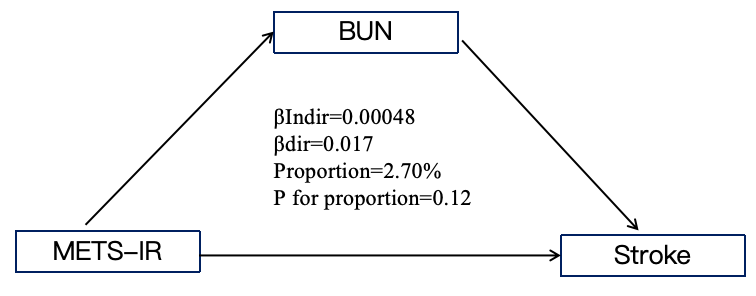 BUN
βIndir=0.00048
βdir=0.017
Proportion=2.70%
P for proportion=0.12
METS-IR
Stroke